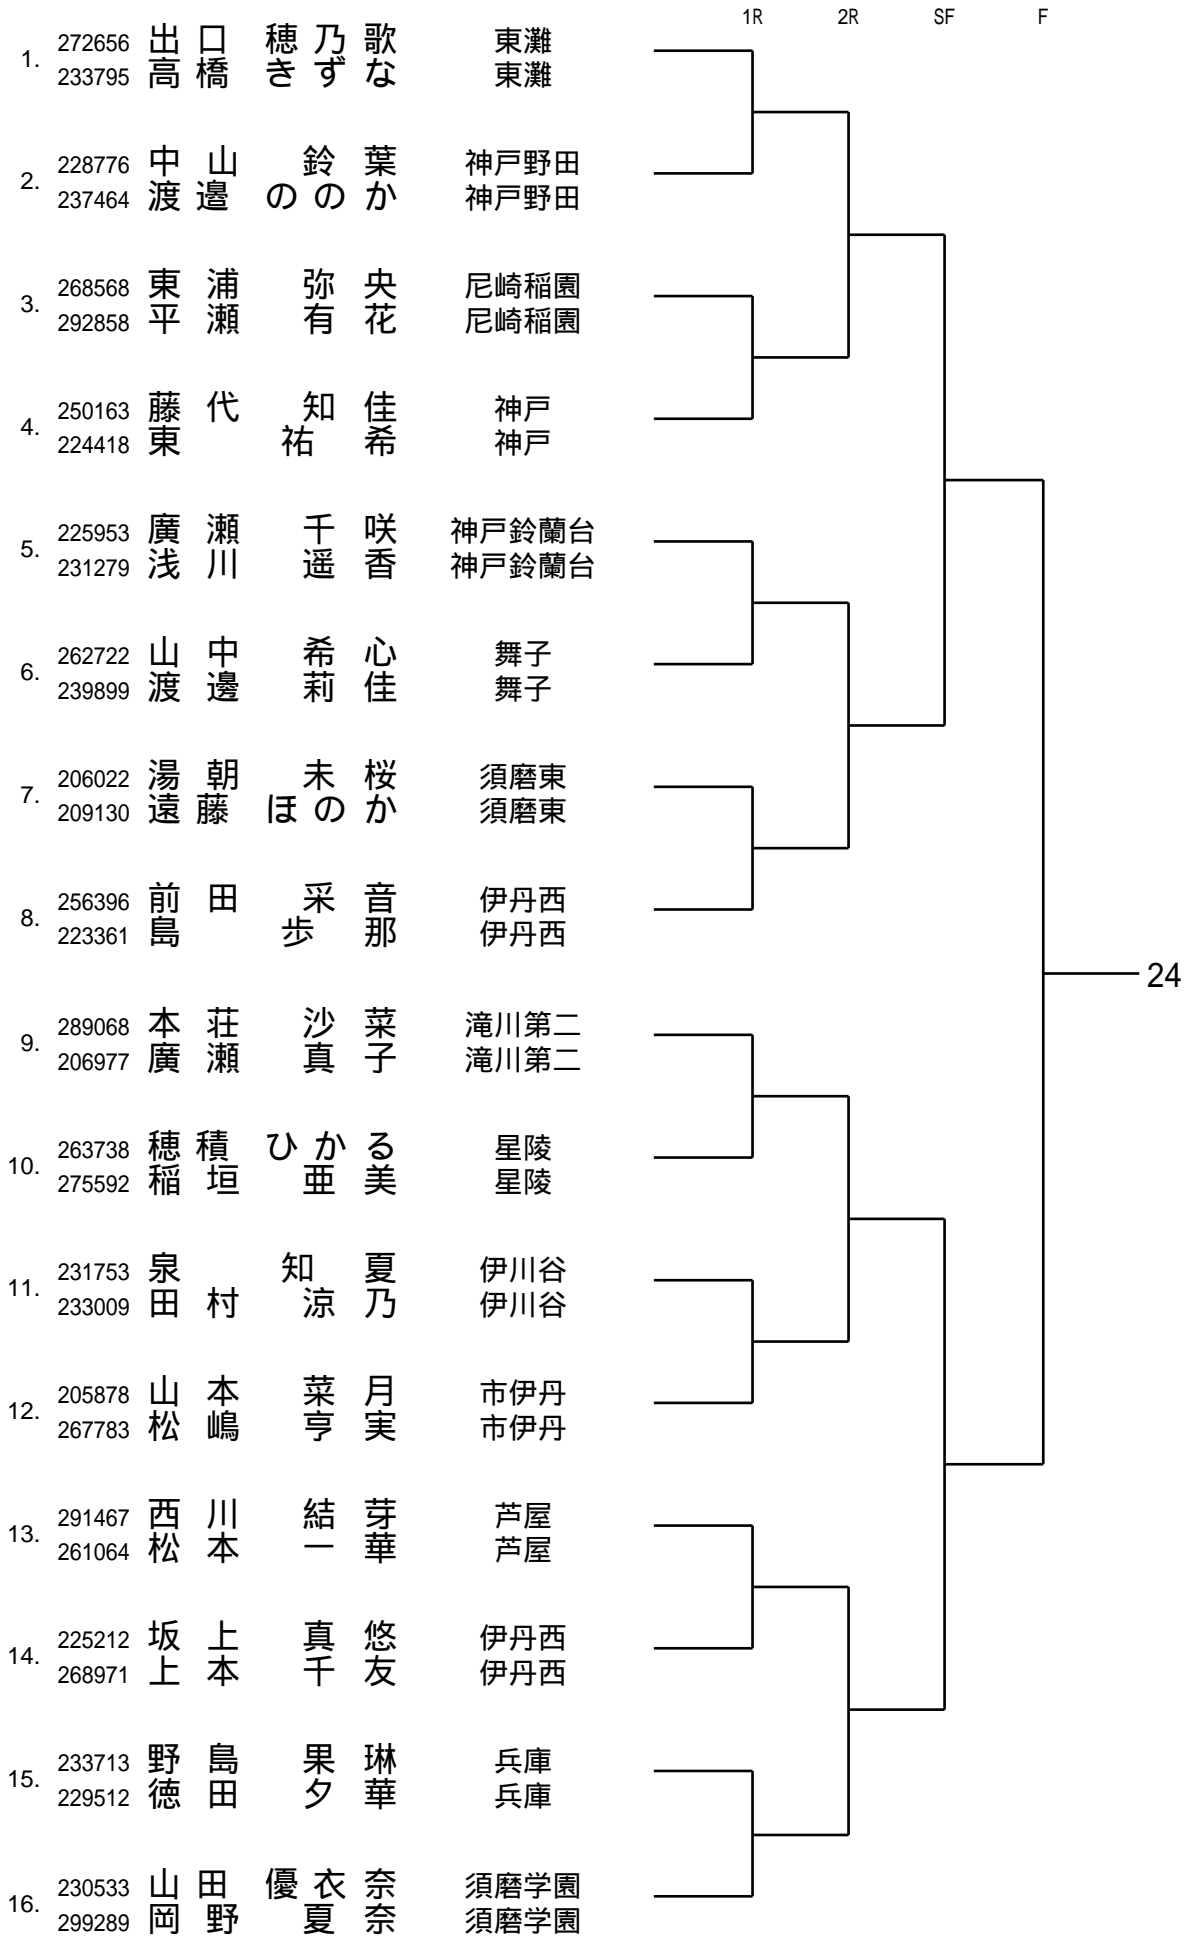 1R 2R SF F
1. 272656 出口 穂乃歌 東灘
233795 高橋 きずな 東灘
2. 228776 中山 鈴葉 神戸野田
237464 渡邉 ののか 神戸野田
3. 268568 東浦 弥央 尼崎稲園
292858 平瀬 有花 尼崎稲園
4. 250163 藤代 知佳 神戸
224418 東 祐希 神戸
5. 225953 廣瀬 千咲 神戸鈴蘭台
231279 浅川 遥香 神戸鈴蘭台
6. 262722 山中 希心 舞子
239899 渡邊 莉佳 舞子
7. 206022 湯朝 未桜 須磨東
209130 遠藤 ほのか 須磨東
8. 256396 前田 采音 伊丹西
223361 島 歩那 伊丹西
24
9. 289068 本荘 沙菜 滝川第二
206977 廣瀬 真子 滝川第二
10. 263738 穂積 ひかる 星陵
275592 稲垣 亜美 星陵
11. 231753 泉 知夏 伊川谷
233009 田村 涼乃 伊川谷
12. 205878 山本 菜月 市伊丹
267783 松嶋 亨実 市伊丹
13. 291467 西川 結芽 芦屋
261064 松本 一華 芦屋
14. 225212 坂上 真悠 伊丹西
268971 上本 千友 伊丹西
15. 233713 野島 果琳 兵庫
229512 徳田 夕華 兵庫
16. 230533 山田 優衣奈 須磨学園
299289 岡野 夏奈 須磨学園